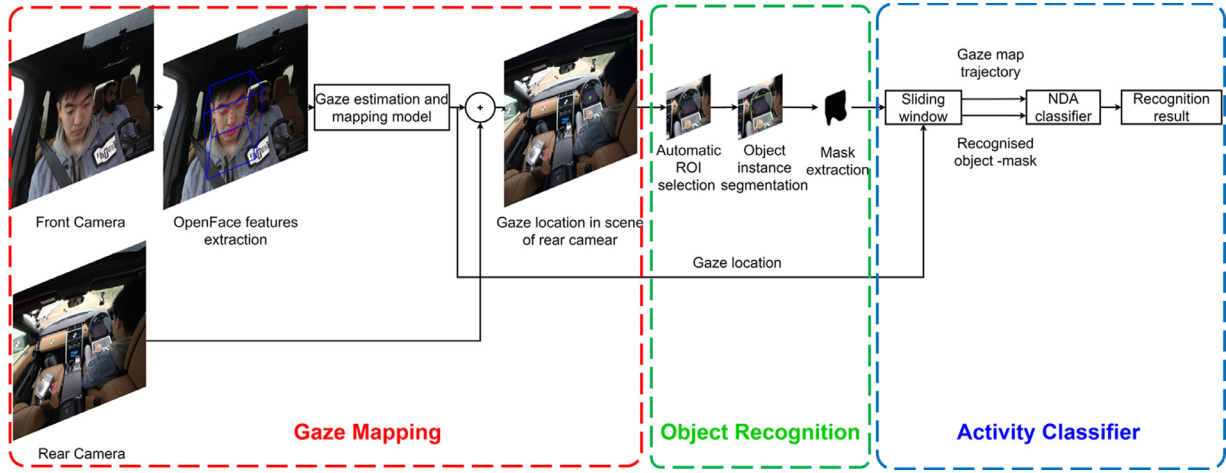 Front Camera
OpenFace features
extraction
Gaze estimation and
mapping model
+
Gaze location in scene
of rear camear
Rear Camera
Gaze Mapping
Automatic
ROI
selection
Object
instance
segmentation
Mask
extraction
Gaze location
Object Recognition
Sliding
window
Gaze map
trajectory
Recognised
object -mask
NDA
classifier
Recognition
result
Activity Classifier